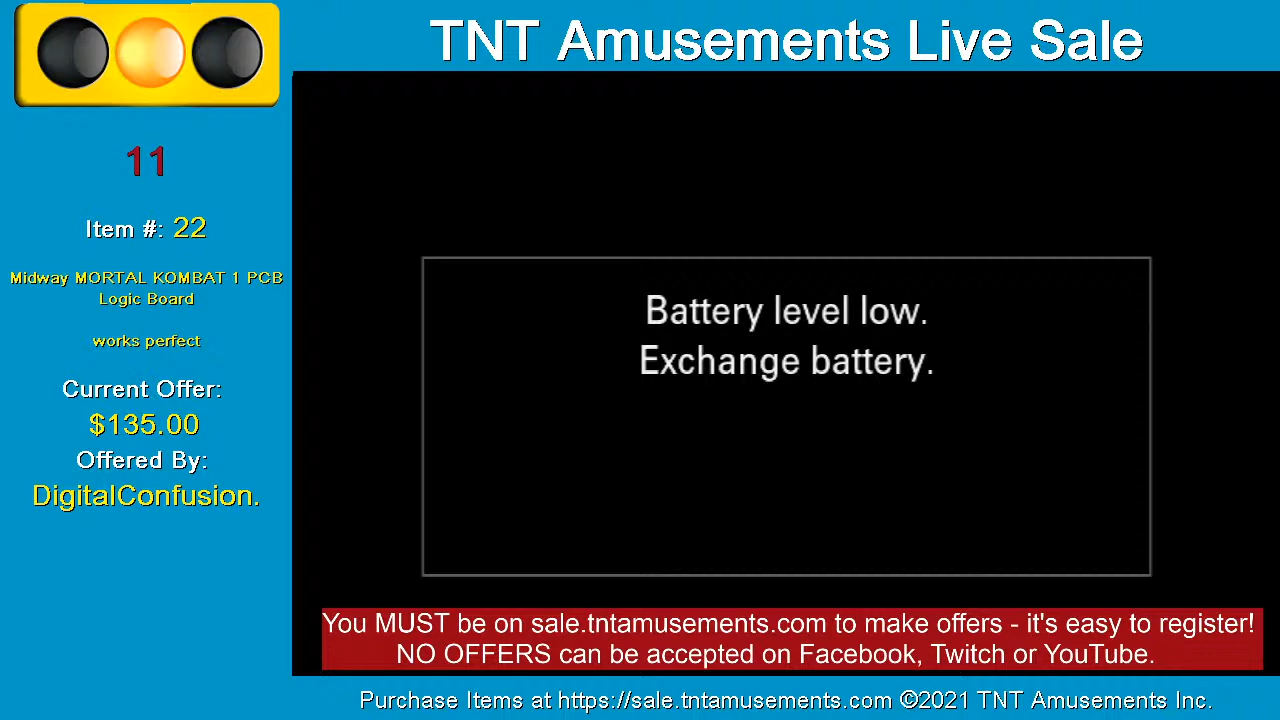 TNT Amusements Live Sale
11
Item #: 22
Midway MORTAL KOMBAT 1 PCB
Logic Board
works perfect
Current Offer:
$135.00
Offered By:
DigitalConfusion.
Battery level low.
Exchange battery.
You MUST be on sale.tntamusements.com to make offers - it's easy to register!
NO OFFERS can be accepted on Facebook, Twitch or YouTube.
Purchase Items at https://sale.tntamusements.com ©2021 TNT Amusements Inc.